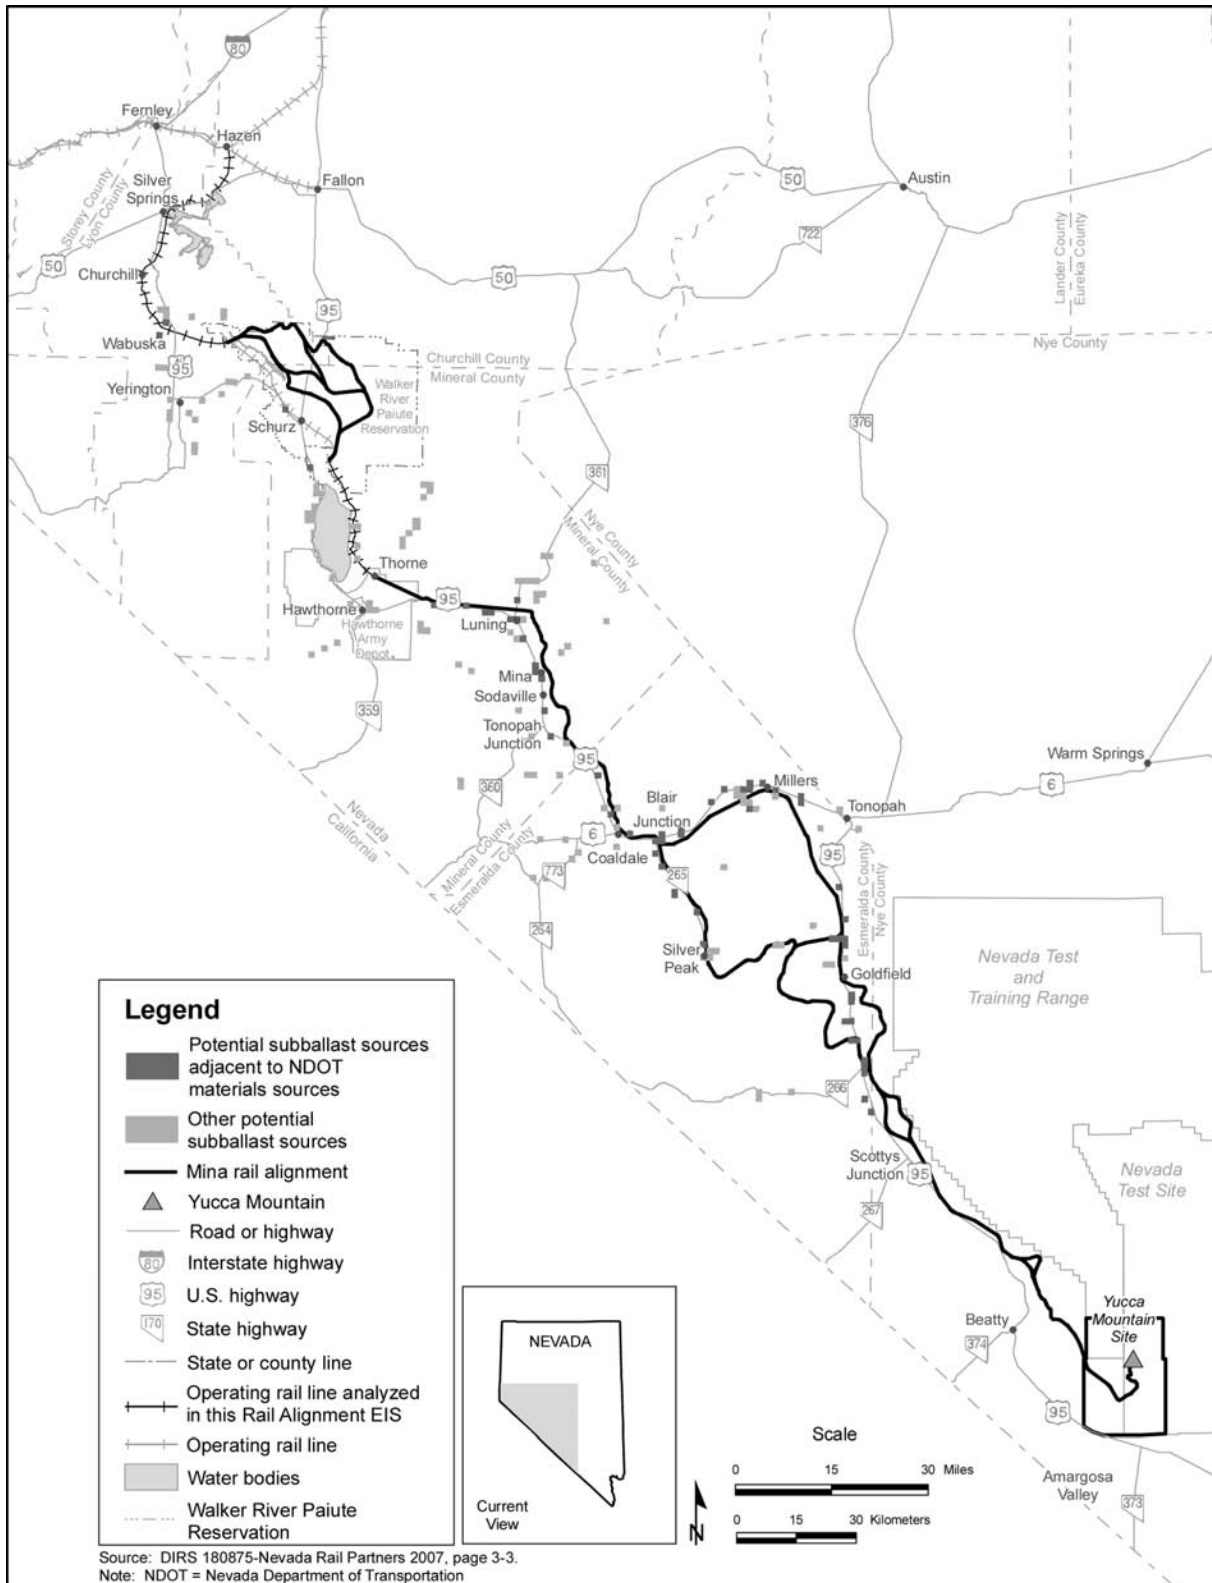 80
Fernley
Hazen
Silver
Springs
Fallon
Storey County
Lyon County
50
Austin
722
50
Churchill
50
95
Lander County
Eureka County
Wabuska
Nye County
Churchill County
Mineral County
95
Yerington
Walker
River
Paiute
Reservation
Schurz
376
361
Nye County
Mineral County
Thorne
95
Hawthorne
Hawthorne
Army
Depot
Luning
Mina
Sodaville
359
Tonopah
Junction
95
Warm Springs
360
Millers
6
Blair
Junction
Tonopah
Nevada
California
6
Coaldale
95
Mineral County
Esmeralda County
773
265
Esmeralda County
Nye County
264
Silver
Peak
Nevada Test
and
Training Range
Goldfield
266
Scottys
Junction
95
Nevada
Test Site
267
Yucca
Mountain
Site
Beatty
374
95
Amargosa
Valley
373
Legend
Potential subballast sources
adjacent to NDOT
materials sources
Other potential
subballast sources
Mina rail alignment
Yucca Mountain
Road or highway
80
Interstate highway
95
U.S. highway
170
State highway
State or county line
Operating rail line analyzed
in this Rail Alignment EIS
Operating rail line
Water bodies
Walker River Paiute
Reservation
NEVADA
Current
View
N
Scale
0 15 30 Miles
0 15 30 Kilometers
Source: DIRS 180875-Nevada Rail Partners 2007, page 3-3.
Note: NDOT = Nevada Department of Transportation